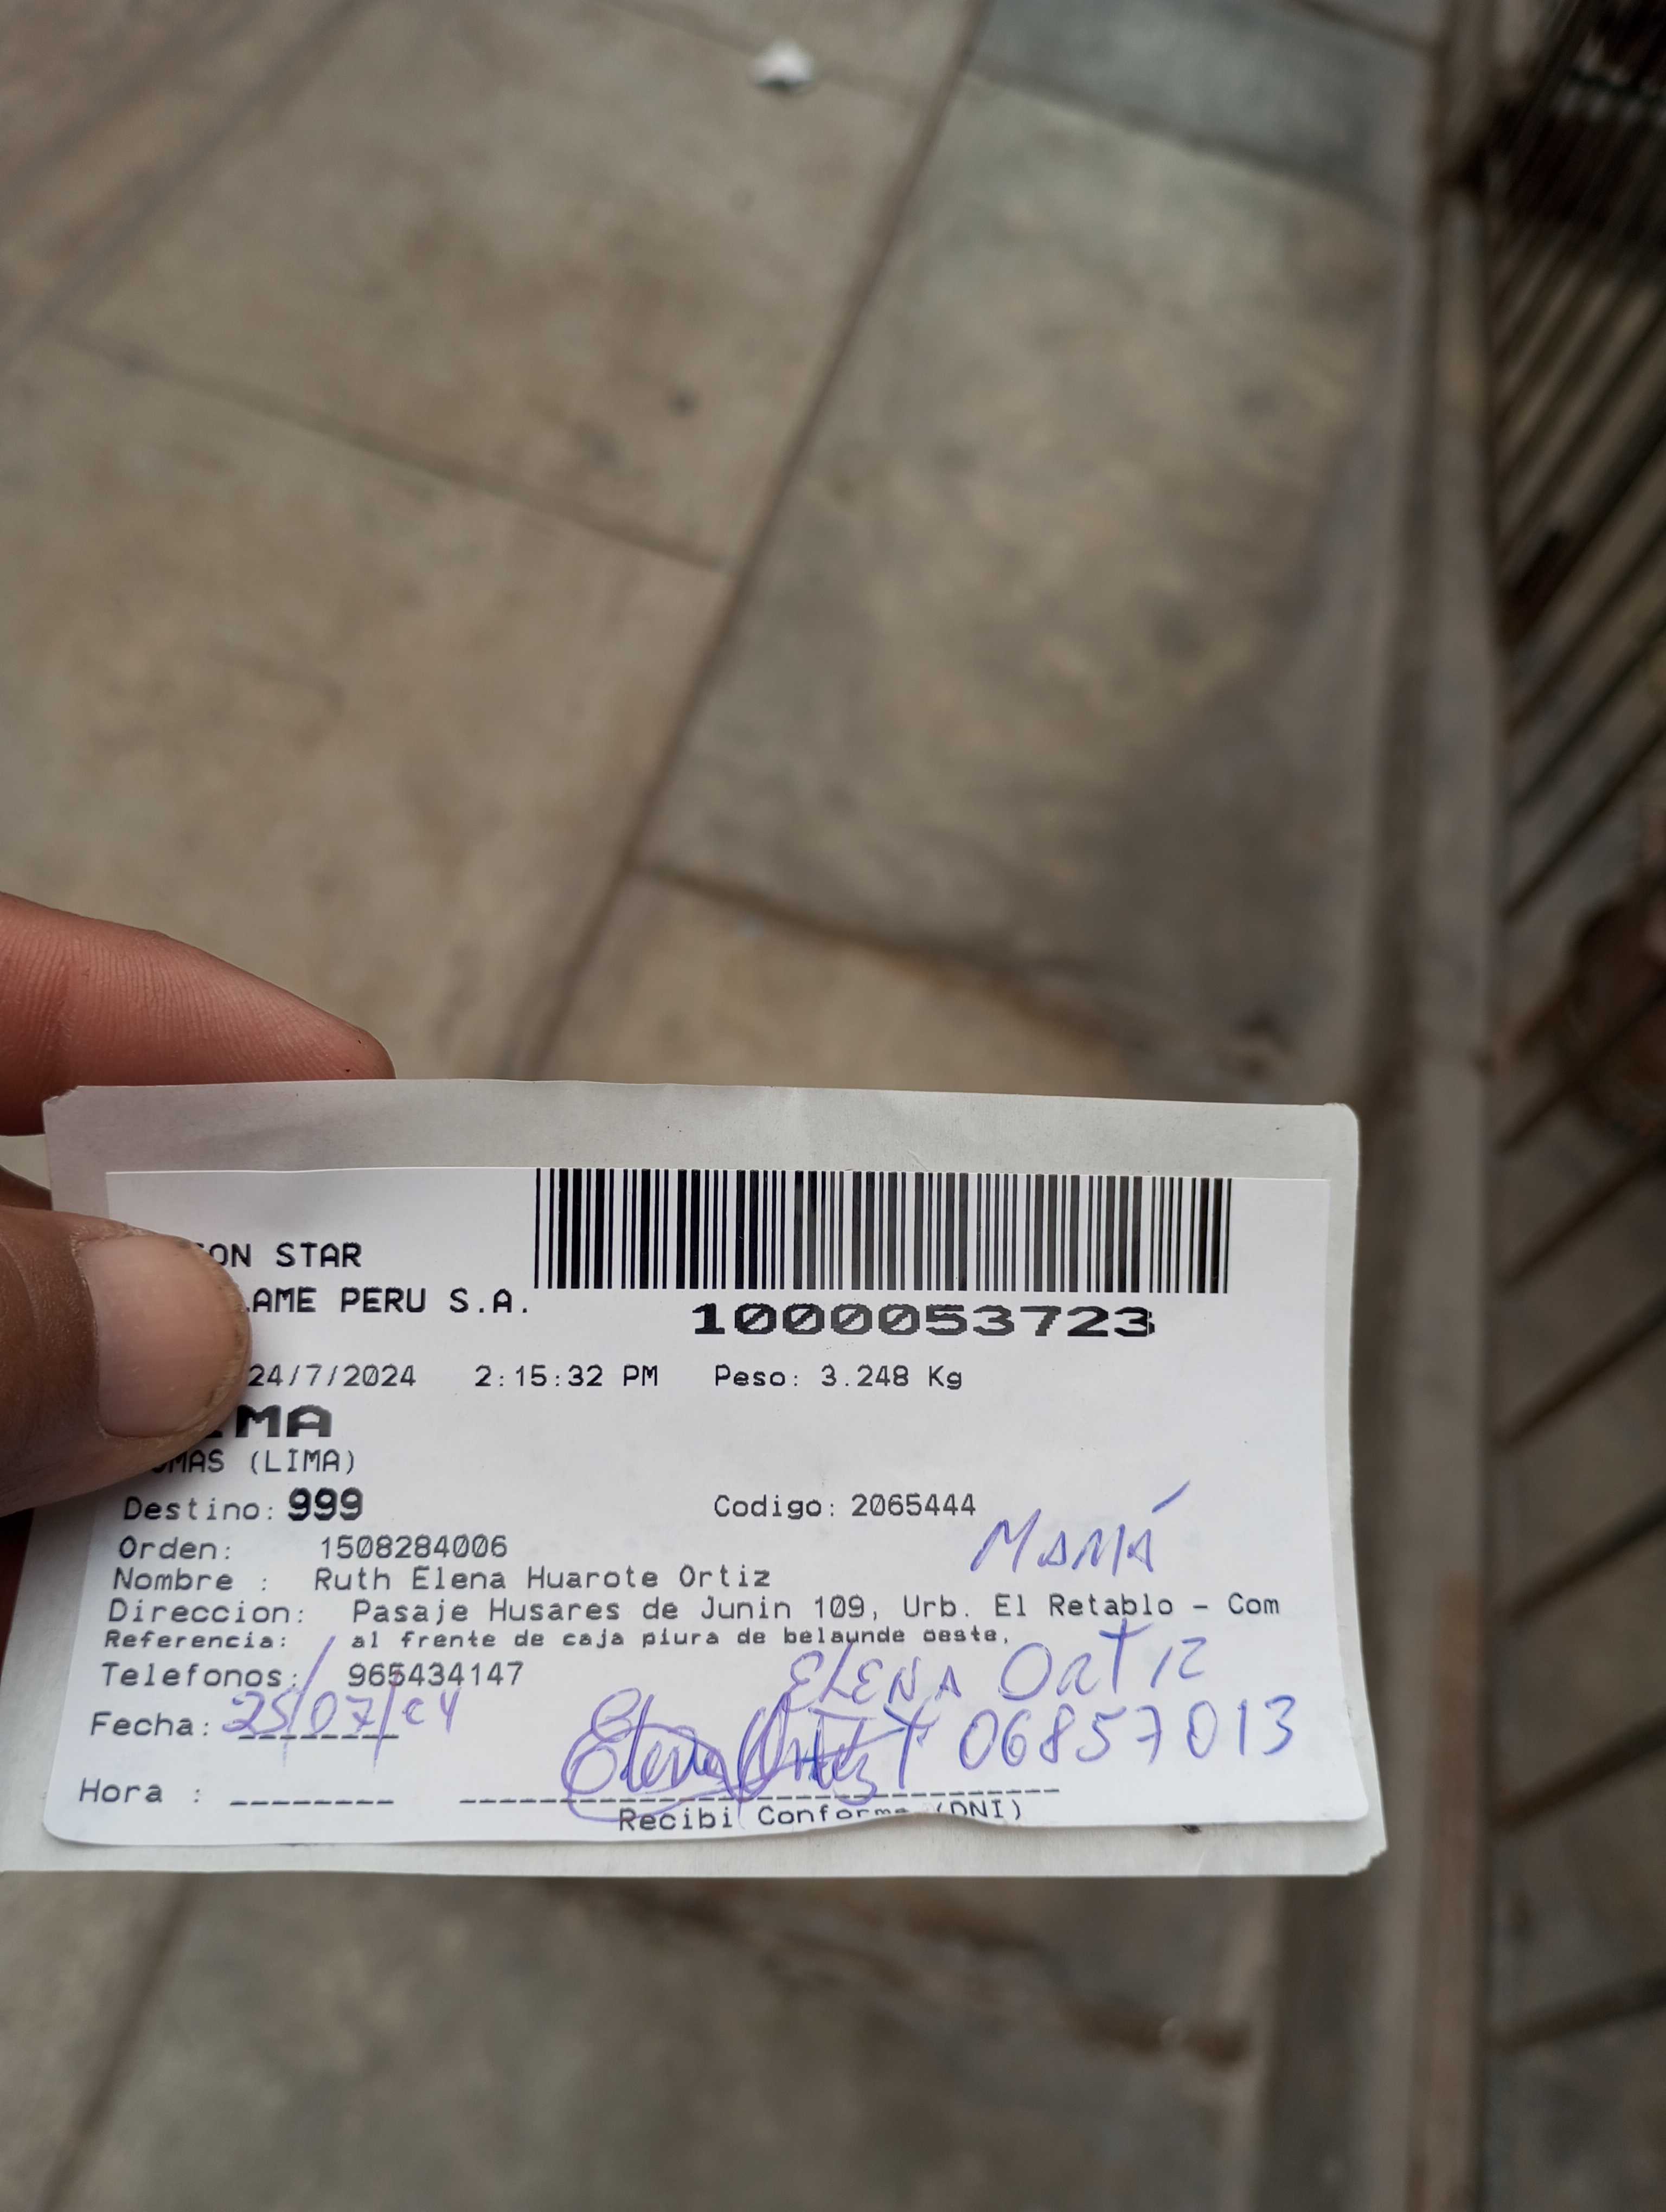 ON STAR
LAME PERU S.A.
1000053723
24/7/2024 2:15:32 PM Peso: 3.248 Kg
MA
OMAS (LIMA)
Destino: 999 Codigo: 2065444
MAMÁ
Orden: 1508284006
Nombre : Ruth Elena Huarote Ortiz
Direccion: Pasaje Husares de Junin 109, Urb. El Retablo - Com
Referencia: al frente de caja piura de belaunde oeste,
Telefonos: 965434147 ELENA ORTIZ
Fecha: 25/07/24 Elena Ortiz 06857013
Hora :
Recibi Conforme (DNI)